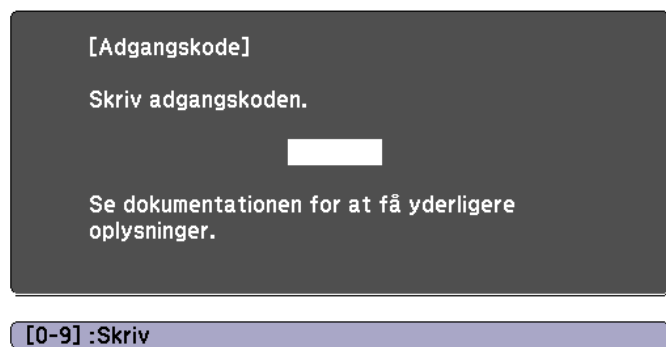 [Adgangskode]
Skriv adgangskoden.
Se dokumentationen for at få yderligere
oplysninger.
[0-9] :Skriv